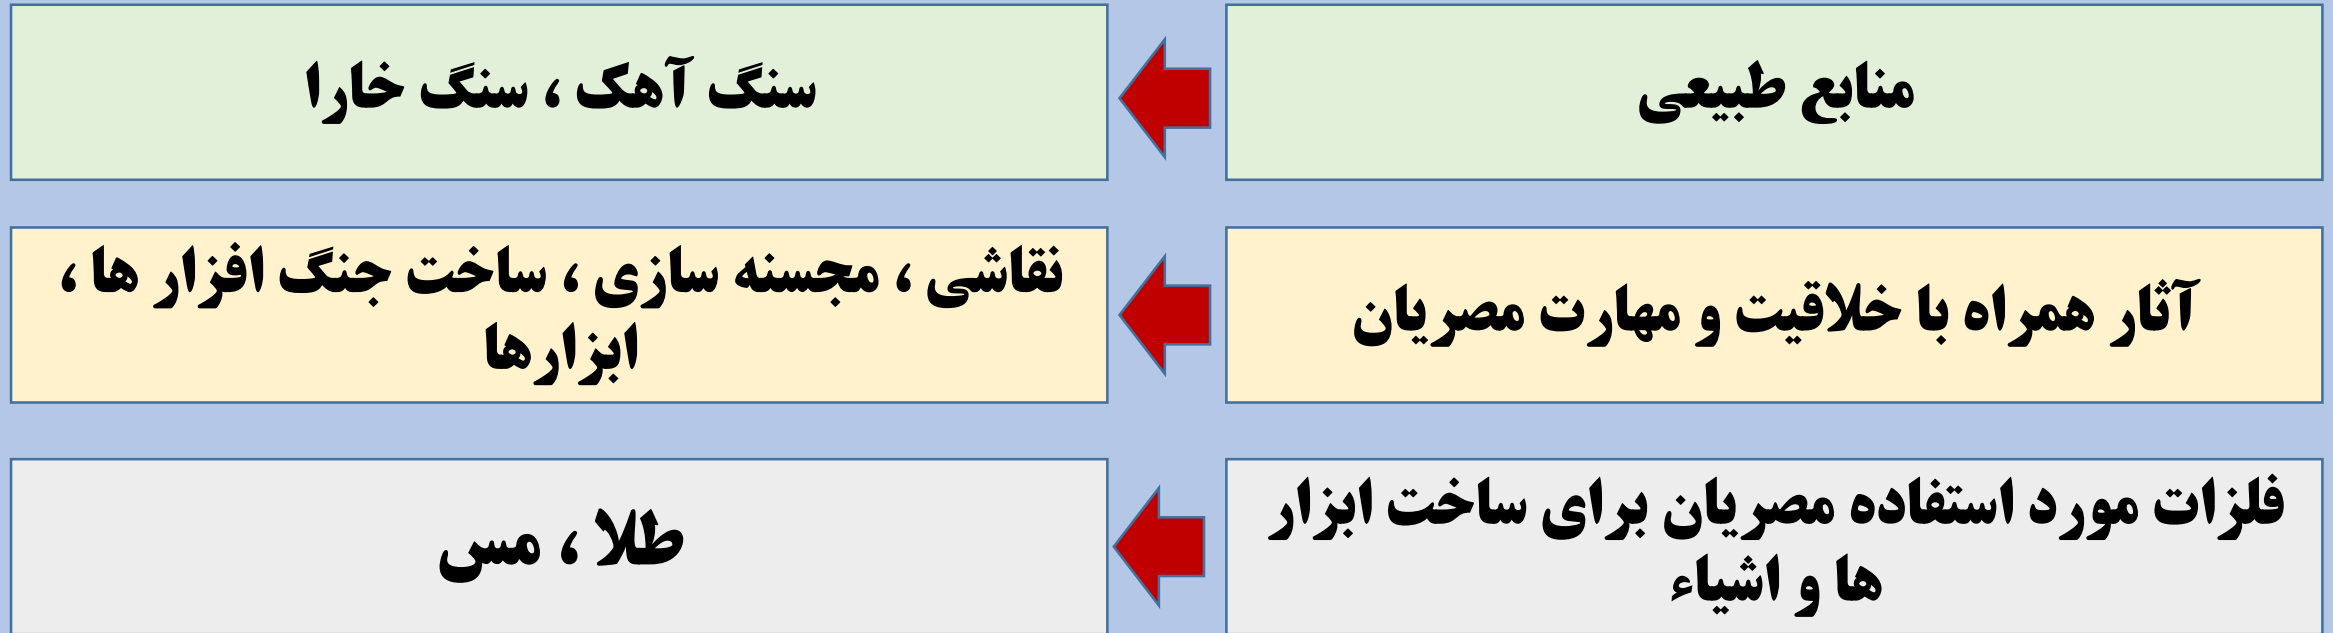 منابع طبیعی
سنگ آهک ، سنگ خارا
آثار همراه با خلاقیت و مهارت مصریان
نقاشی ، مجسنه سازی ، ساخت جنگ افزار ها ،
ابزارها
فلزات مورد استفاده مصریان برای ساخت ابزار
ها و اشیاء
طلا ، مس